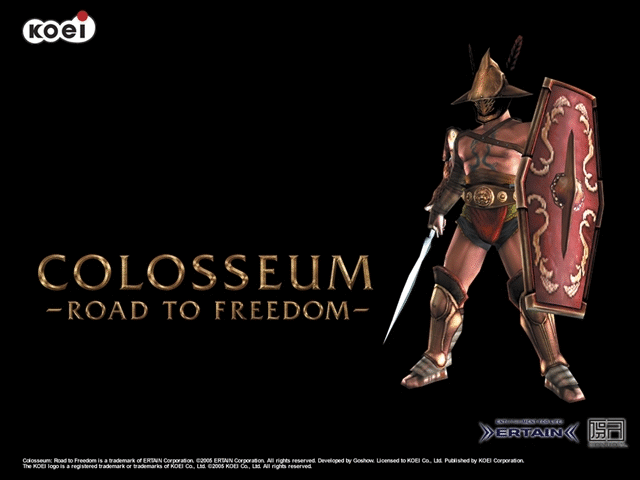 KOEI
COLOSSEUM
-ROAD TO FREEDOM-
ERTAIN
Colosseum: Road to Freedom is a trademark of ERTAIN Corporation. ©2005 ERTAIN Corporation. All rights reserved. Developed by Goshow. Licensed to KOEI Co., Ltd. Published by KOEI Corporation.
The KOEI logo is a registered trademark or trademarks of KOEI Co., Ltd. ©2005 KOEI Co., Ltd. All rights reserved.